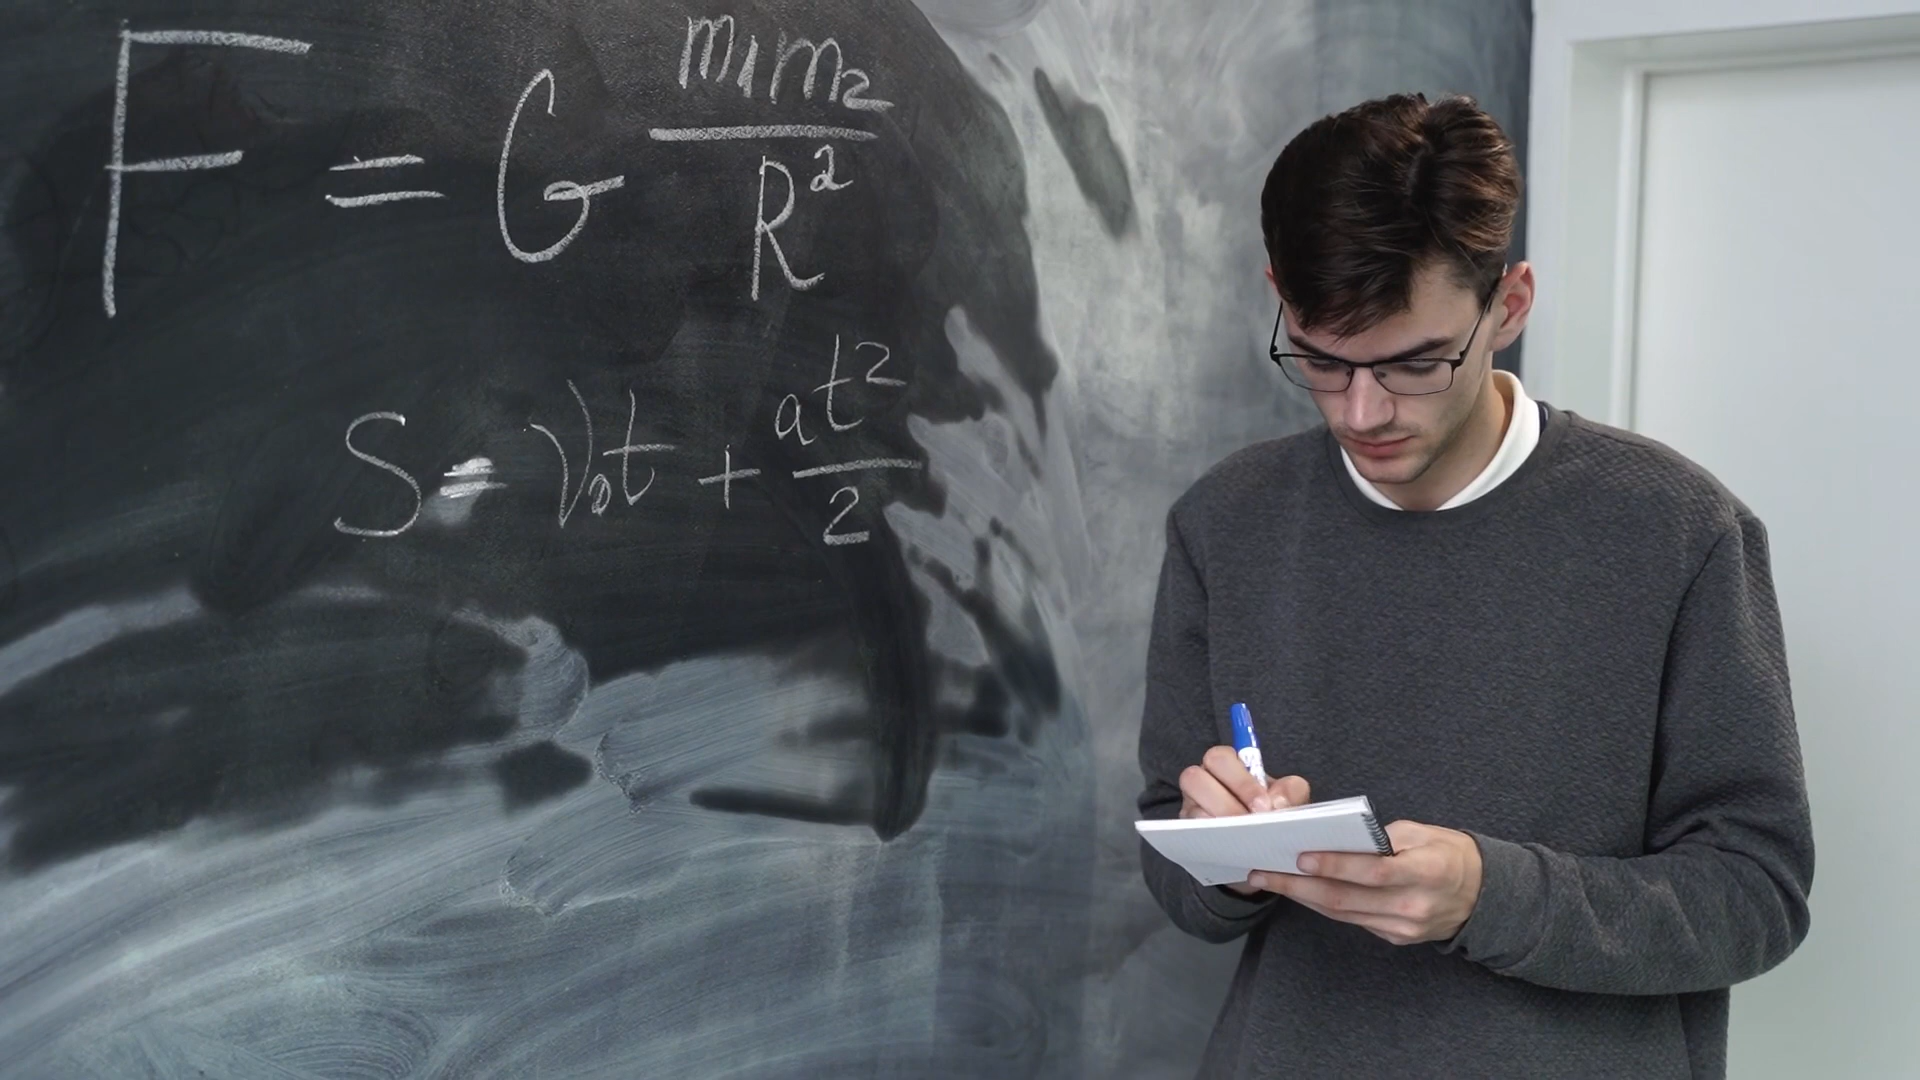 F = G m₁m₂/R²
S = V₀t + at²/2